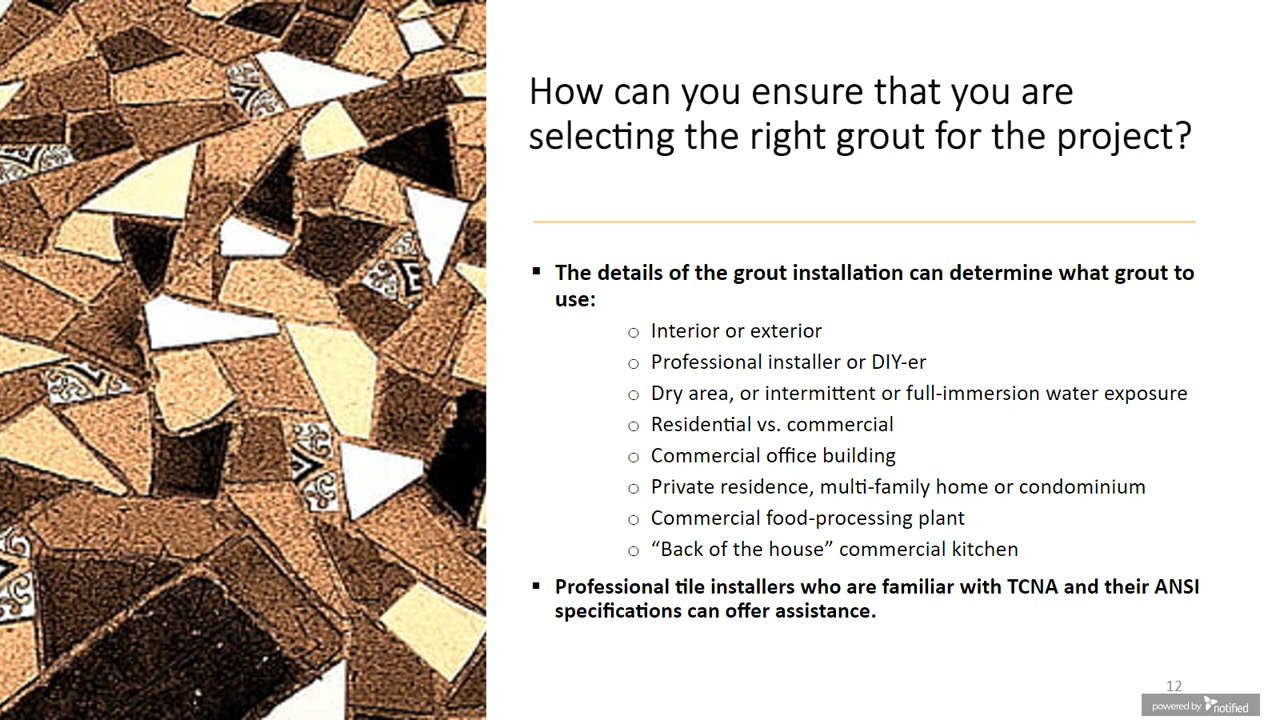 How can you ensure that you are
selecting the right grout for the project?
▪ The details of the grout installation can determine what grout to
use:
○ Interior or exterior
○ Professional installer or DIY-er
○ Dry area, or intermittent or full-immersion water exposure
○ Residential vs. commercial
○ Commercial office building
○ Private residence, multi-family home or condominium
○ Commercial food-processing plant
○ “Back of the house” commercial kitchen
▪ Professional tile installers who are familiar with TCNA and their ANSI
specifications can offer assistance.
12
powered by notified